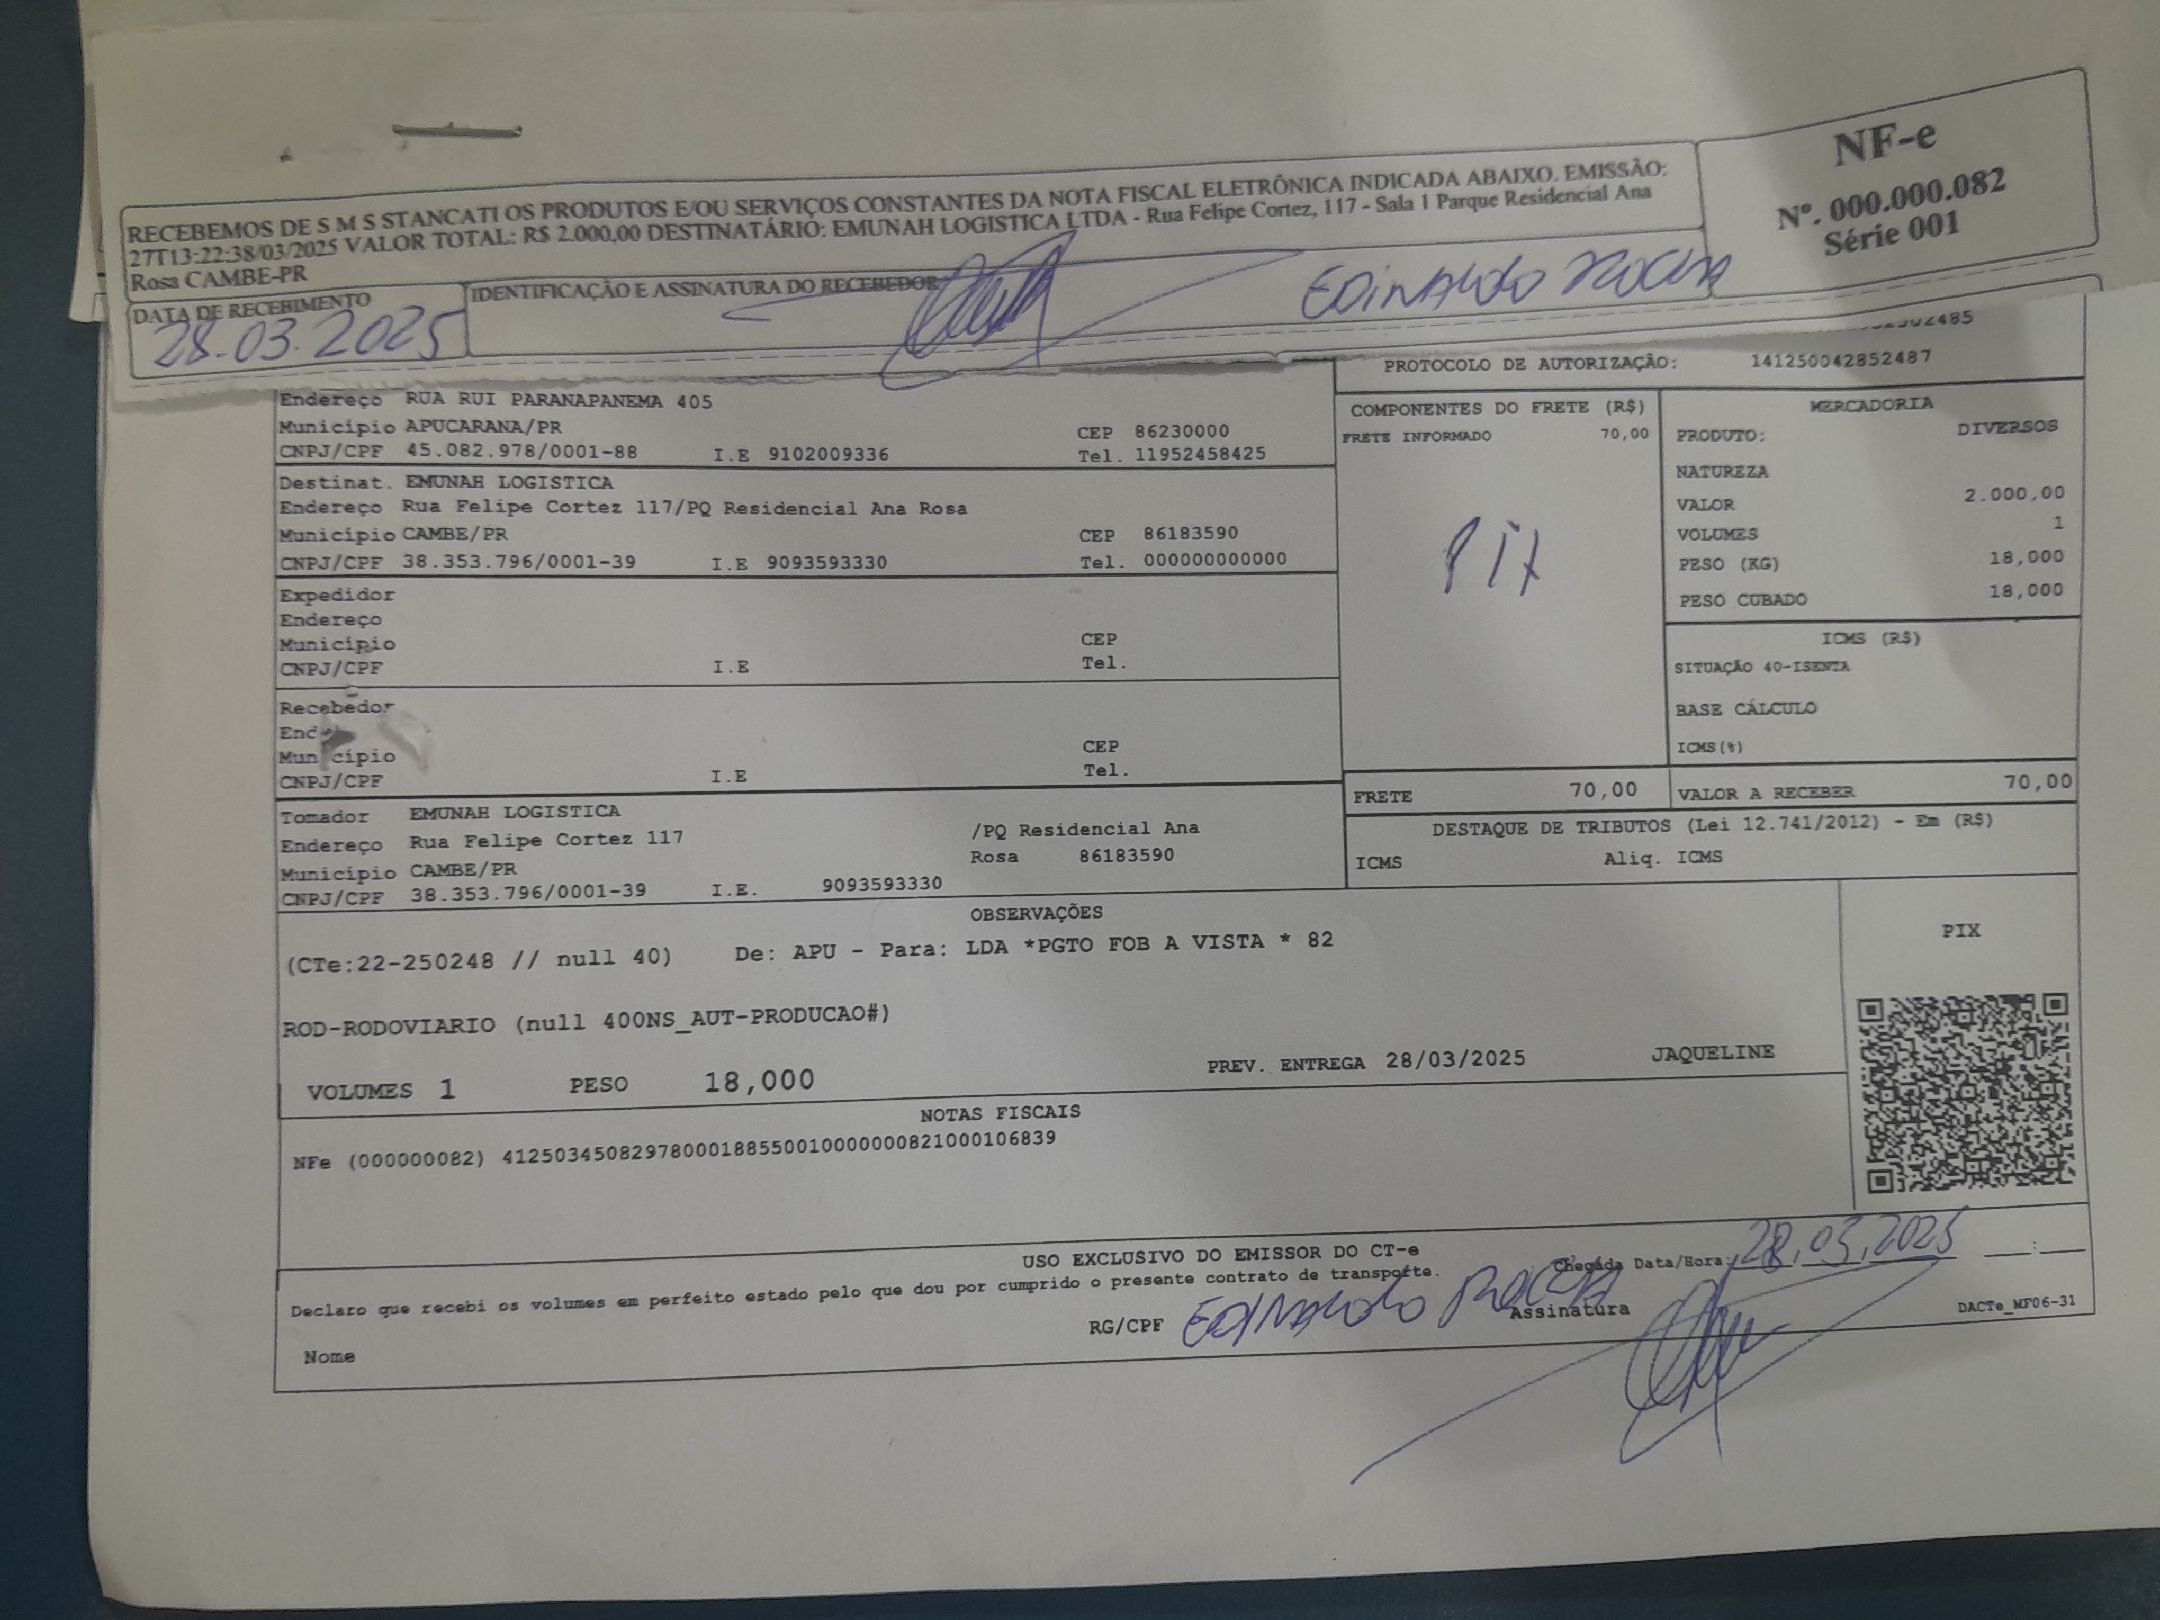 RECEBEMOS DE S M S STANCATI OS PRODUTOS E/OU SERVIÇOS CONSTANTES DA NOTA FISCAL ELETRÔNICA INDICADA ABAIXO. EMISSÃO:
27T13-22:38/03/2025 VALOR TOTAL: R$ 2.000,00 DESTINATÁRIO: EMUNAH LOGISTICA LTDA - Rua Felipe Cortez, 117 - Sala 1 Parque Residencial Ana
Rosa CAMBE-PR
NF-e
Nº. 000.000.082
Série 001
DATA DE RECEBIMENTO
28.03.2025
IDENTIFICAÇÃO E ASSINATURA DO RECEBEDOR
EDINALDO ROCHA
PROTOCOLO DE AUTORIZAÇÃO: 141250042852487
Endereço RUA RUI PARANAPANEMA 405
Município APUCARANA/PR CEP 86230000
CNPJ/CPF 45.082.978/0001-88 I.E 9102009336 Tel. 11952458425
Destinat. EMUNAH LOGISTICA
Endereço Rua Felipe Cortez 117/PQ Residencial Ana Rosa
Município CAMBE/PR CEP 86183590
CNPJ/CPF 38.353.796/0001-39 I.E 9093593330 Tel. 000000000000
Expedidor
Endereço
Município CEP
CNPJ/CPF I.E Tel.
Recebedor
Município CEP
CNPJ/CPF I.E Tel.
Tomador EMUNAH LOGISTICA
Endereço Rua Felipe Cortez 117 /PQ Residencial Ana
Rosa 86183590
Município CAMBE/PR
CNPJ/CPF 38.353.796/0001-39 I.E. 9093593330
COMPONENTES DO FRETE (R$)
FRETE INFORMADO 70,00
PIX
MERCADORIA
PRODUTO: DIVERSOS
NATUREZA
VALOR 2.000,00
VOLUMES 1
PESO (KG) 18,000
PESO CUBADO 18,000
ICMS (R$)
SITUAÇÃO 40-ISENTA
BASE CÁLCULO
ICMS(%)
FRETE 70,00 VALOR A RECEBER 70,00
DESTAQUE DE TRIBUTOS (Lei 12.741/2012) - Em (R$)
ICMS Aliq. ICMS
OBSERVAÇÕES
(CTe:22-250248 // null 40) De: APU - Para: LDA *PGTO FOB A VISTA * 82
ROD-RODOVIARIO (null 400NS_AUT-PRODUCAO#)
VOLUMES 1 PESO 18,000 PREV. ENTREGA 28/03/2025 JAQUELINE
PIX
NOTAS FISCAIS
NFe (000000082) 41250345082978000188550010000000821000106839
USO EXCLUSIVO DO EMISSOR DO CT-e
Declaro que recebi os volumes em perfeito estado pelo que dou por cumprido o presente contrato de transporte.
Chegada Data/Hora: 28.03.2025 __:__
Nome RG/CPF EDINALDO ROCHA Assinatura
DACTe_MF06-31